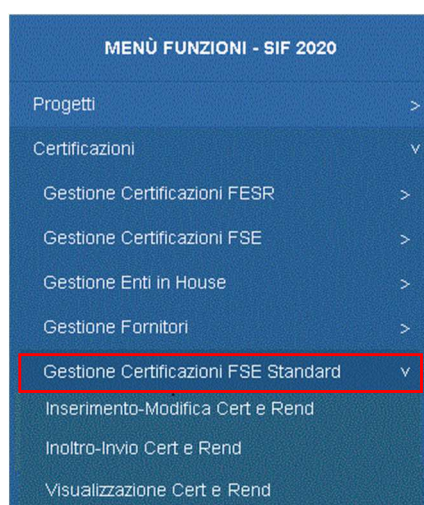 MENÙ FUNZIONI - SIF 2020
Progetti >
Certificazioni v
Gestione Certificazioni FESR >
Gestione Certificazioni FSE >
Gestione Enti in House >
Gestione Fornitori >
Gestione Certificazioni FSE Standard v
Inserimento-Modifica Cert e Rend
Inoltro-Invio Cert e Rend
Visualizzazione Cert e Rend